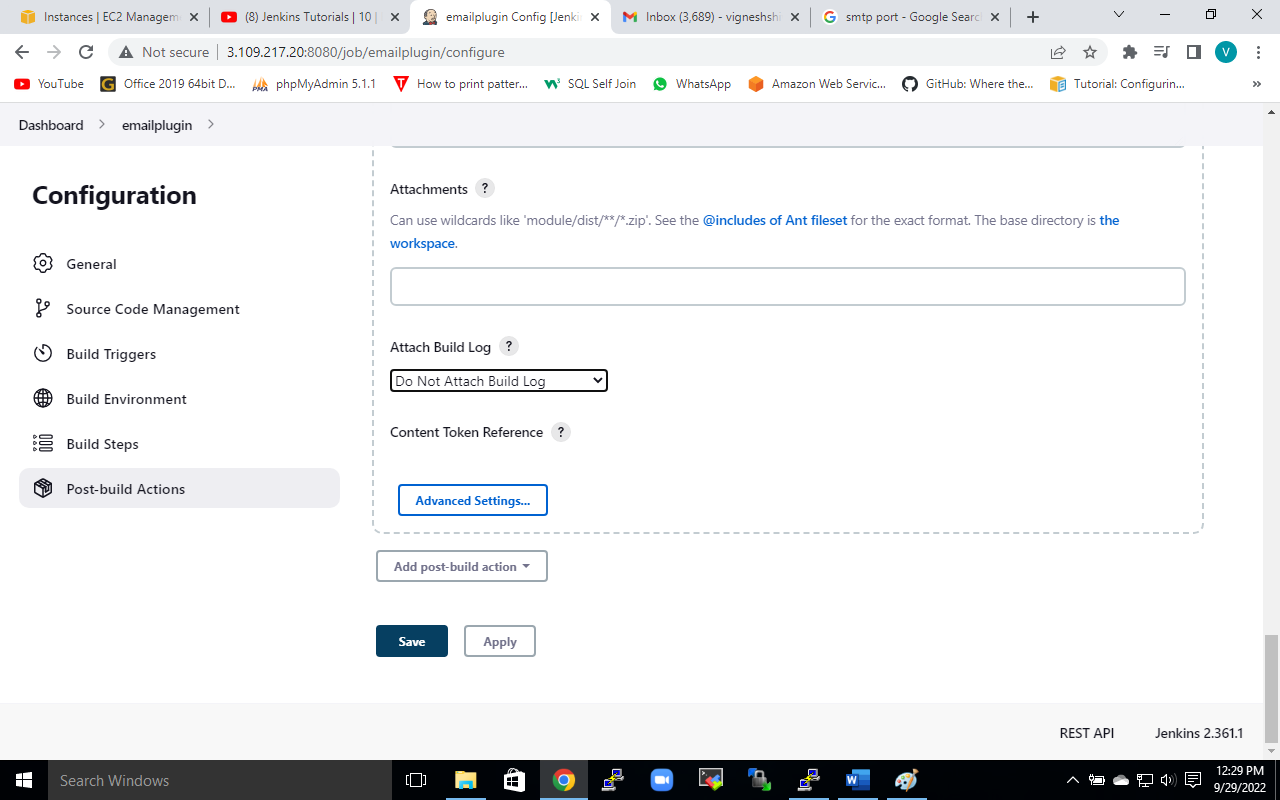 Instances | EC2 Managem
(8) Jenkins Tutorials | 10 |
emailplugin Config [Jenki
Inbox (3,689) - vigneshshi
smtp port - Google Searc
Not secure
3.109.217.20:8080/job/emailplugin/configure
V
YouTube
Office 2019 64bit D...
phpMyAdmin 5.1.1
How to print patter...
SQL Self Join
WhatsApp
Amazon Web Servic...
GitHub: Where the...
Tutorial: Configurin...
»
Dashboard
emailplugin
Configuration
General
Source Code Management
Build Triggers
Build Environment
Build Steps
Post-build Actions
Attachments ?
Can use wildcards like 'module/dist/**/*.zip'. See the @includes of Ant fileset for the exact format. The base directory is the
workspace.
Attach Build Log ?
Do Not Attach Build Log
Content Token Reference ?
Advanced Settings...
Add post-build action
Save
Apply
REST API
Jenkins 2.361.1
Search Windows
12:29 PM
9/29/2022